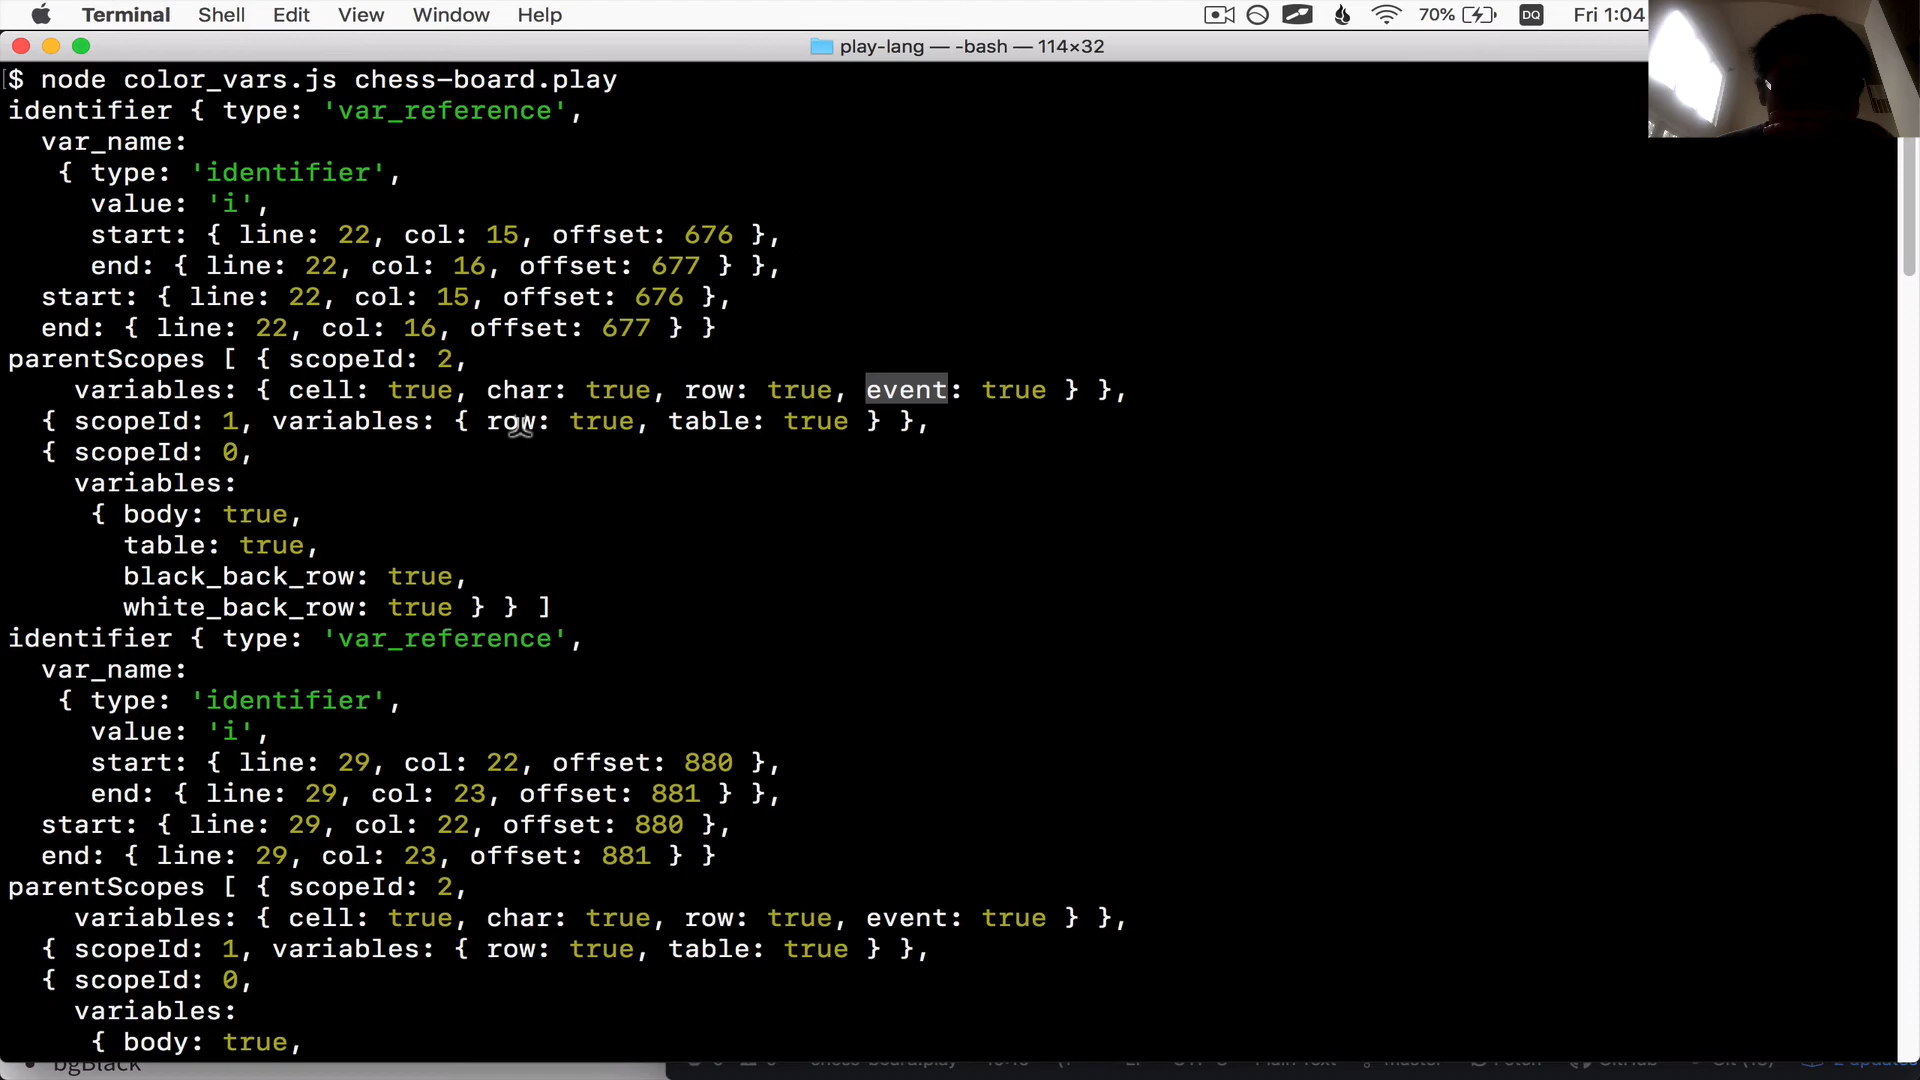 Terminal Shell Edit View Window Help 70% DQ Fri 1:04
play-lang — -bash — 114×32
[$ node color_vars.js chess-board.play
identifier { type: 'var_reference',
var_name:
{ type: 'identifier',
value: 'i',
start: { line: 22, col: 15, offset: 676 },
end: { line: 22, col: 16, offset: 677 } },
start: { line: 22, col: 15, offset: 676 },
end: { line: 22, col: 16, offset: 677 } }
parentScopes [ { scopeId: 2,
variables: { cell: true, char: true, row: true, event: true } },
{ scopeId: 1, variables: { row: true, table: true } },
{ scopeId: 0,
variables:
{ body: true,
table: true,
black_back_row: true,
white_back_row: true } } ]
identifier { type: 'var_reference',
var_name:
{ type: 'identifier',
value: 'i',
start: { line: 29, col: 22, offset: 880 },
end: { line: 29, col: 23, offset: 881 } },
start: { line: 29, col: 22, offset: 880 },
end: { line: 29, col: 23, offset: 881 } }
parentScopes [ { scopeId: 2,
variables: { cell: true, char: true, row: true, event: true } },
{ scopeId: 1, variables: { row: true, table: true } },
{ scopeId: 0,
variables:
{ body: true,
bgBlack